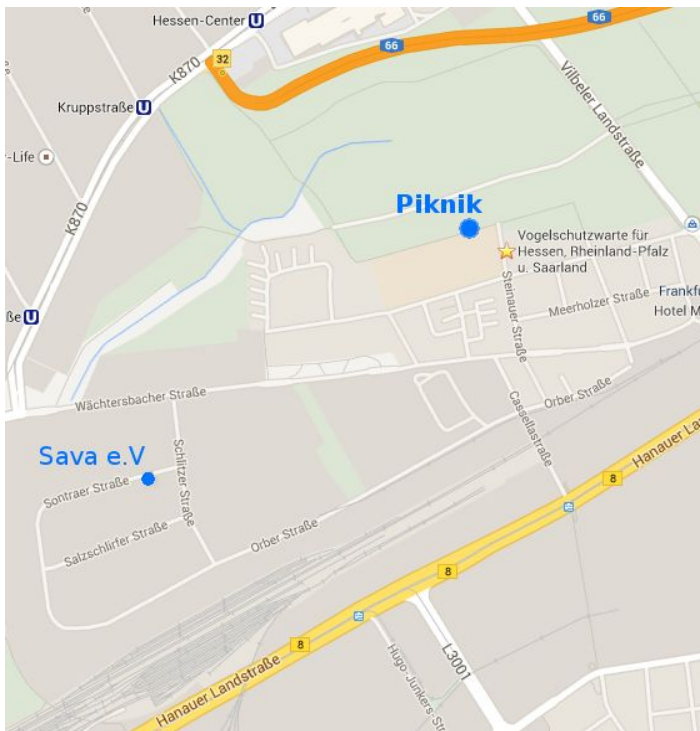 Hessen-Center U
66
66
K870
32
Vilbeler Landstraße
Kruppstraße U
-Life
Piknik
K870
Vogelschutzwarte für
Hessen, Rheinland-Pfalz
u. Saarland
Steinauer Straße
Frankfu
Meerholzer Straße
Hotel M
ße U
Wächtersbacher Straße
Orber Straße
Cassellastraße
Schlitzer Straße
Sava e.V
Hanauer La
8
Sontraer Straße
Salzschlirfer Straße
Orber Straße
8
8
Hanauer Landstraße
L3001
Hugo-Junkers-Str